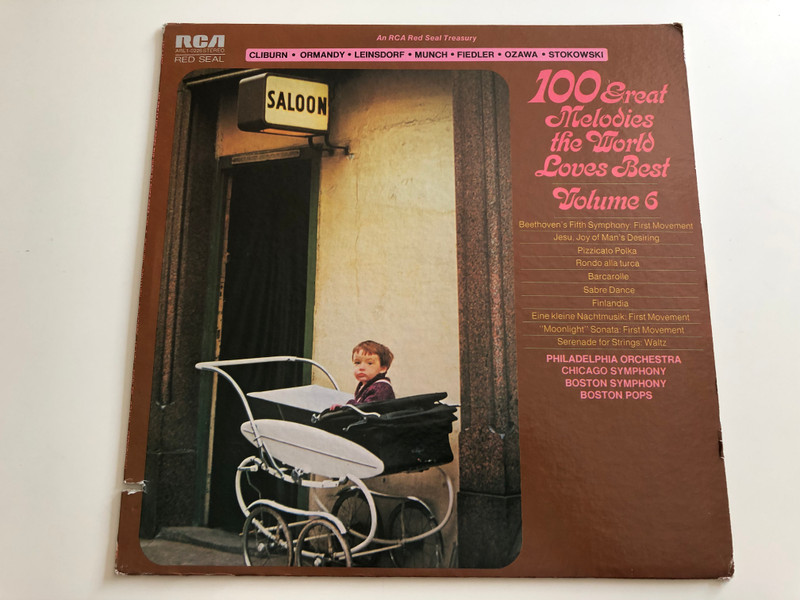 RCA
An RCA Red Seal Treasury
RED SEAL
CLIBURN • ORMANDY • LEINSDORF • MUNCH • FIEDLER • OZAWA • STOKOWSKI
SALOON
100 Great
Melodies
the World
Loves Best
Volume 6
Beethoven's Fifth Symphony: First Movement
Jesu, Joy of Man's Desiring
Pizzicato Polka
Rondo alla turca
Barcarolle
Sabre Dance
Finlandia
Eine kleine Nachtmusik: First Movement
"Moonlight" Sonata: First Movement
Serenade for Strings: Waltz
PHILADELPHIA ORCHESTRA
CHICAGO SYMPHONY
BOSTON SYMPHONY
BOSTON POPS